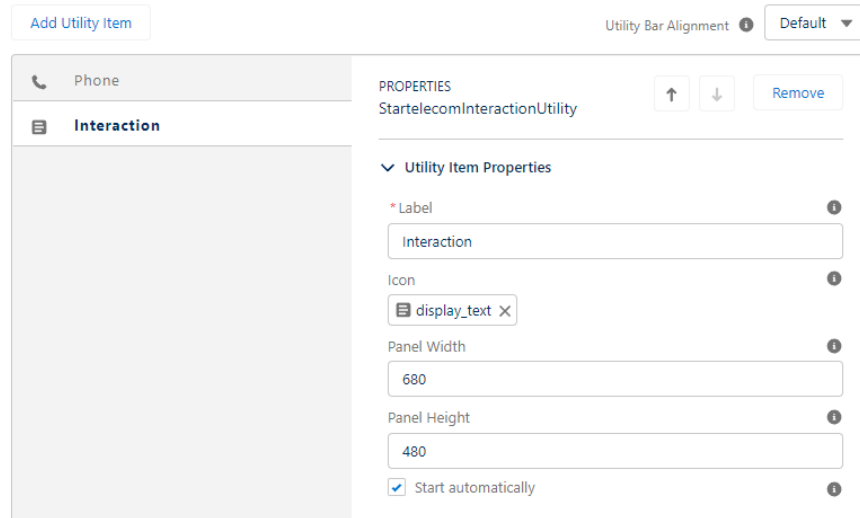 Add Utility Item
Utility Bar Alignment
Default
Phone
Interaction
PROPERTIES
StartelecomInteractionUtility
Remove
Utility Item Properties
*Label
Interaction
Icon
display_text
Panel Width
680
Panel Height
480
Start automatically